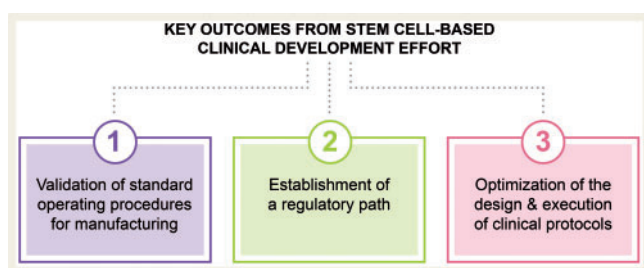 KEY OUTCOMES FROM STEM CELL-BASED
CLINICAL DEVELOPMENT EFFORT
1
Validation of standard
operating procedures
for manufacturing
2
Establishment of
a regulatory path
3
Optimization of the
design & execution
of clinical protocols